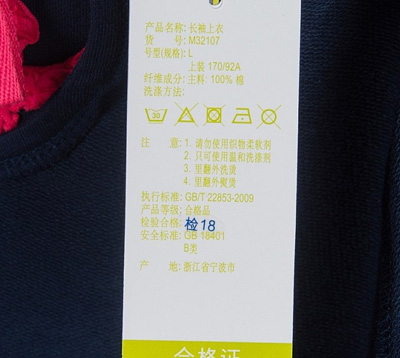 产品名称: 长袖上衣
货 号: M32107
号型(规格): L
上装 170/92A
纤维成分: 主料: 100% 棉
洗涤方法:
30
注 意: 1. 请勿使用织物柔软剂
2. 只可使用温和洗涤剂
3. 里翻外洗烫
4. 里翻外熨烫
执行标准: GB/T 22853-2009
产品等级: 合格品
检验合格: 检18
安全标准: GB 18401
B类
产 地: 浙江省宁波市
合格证